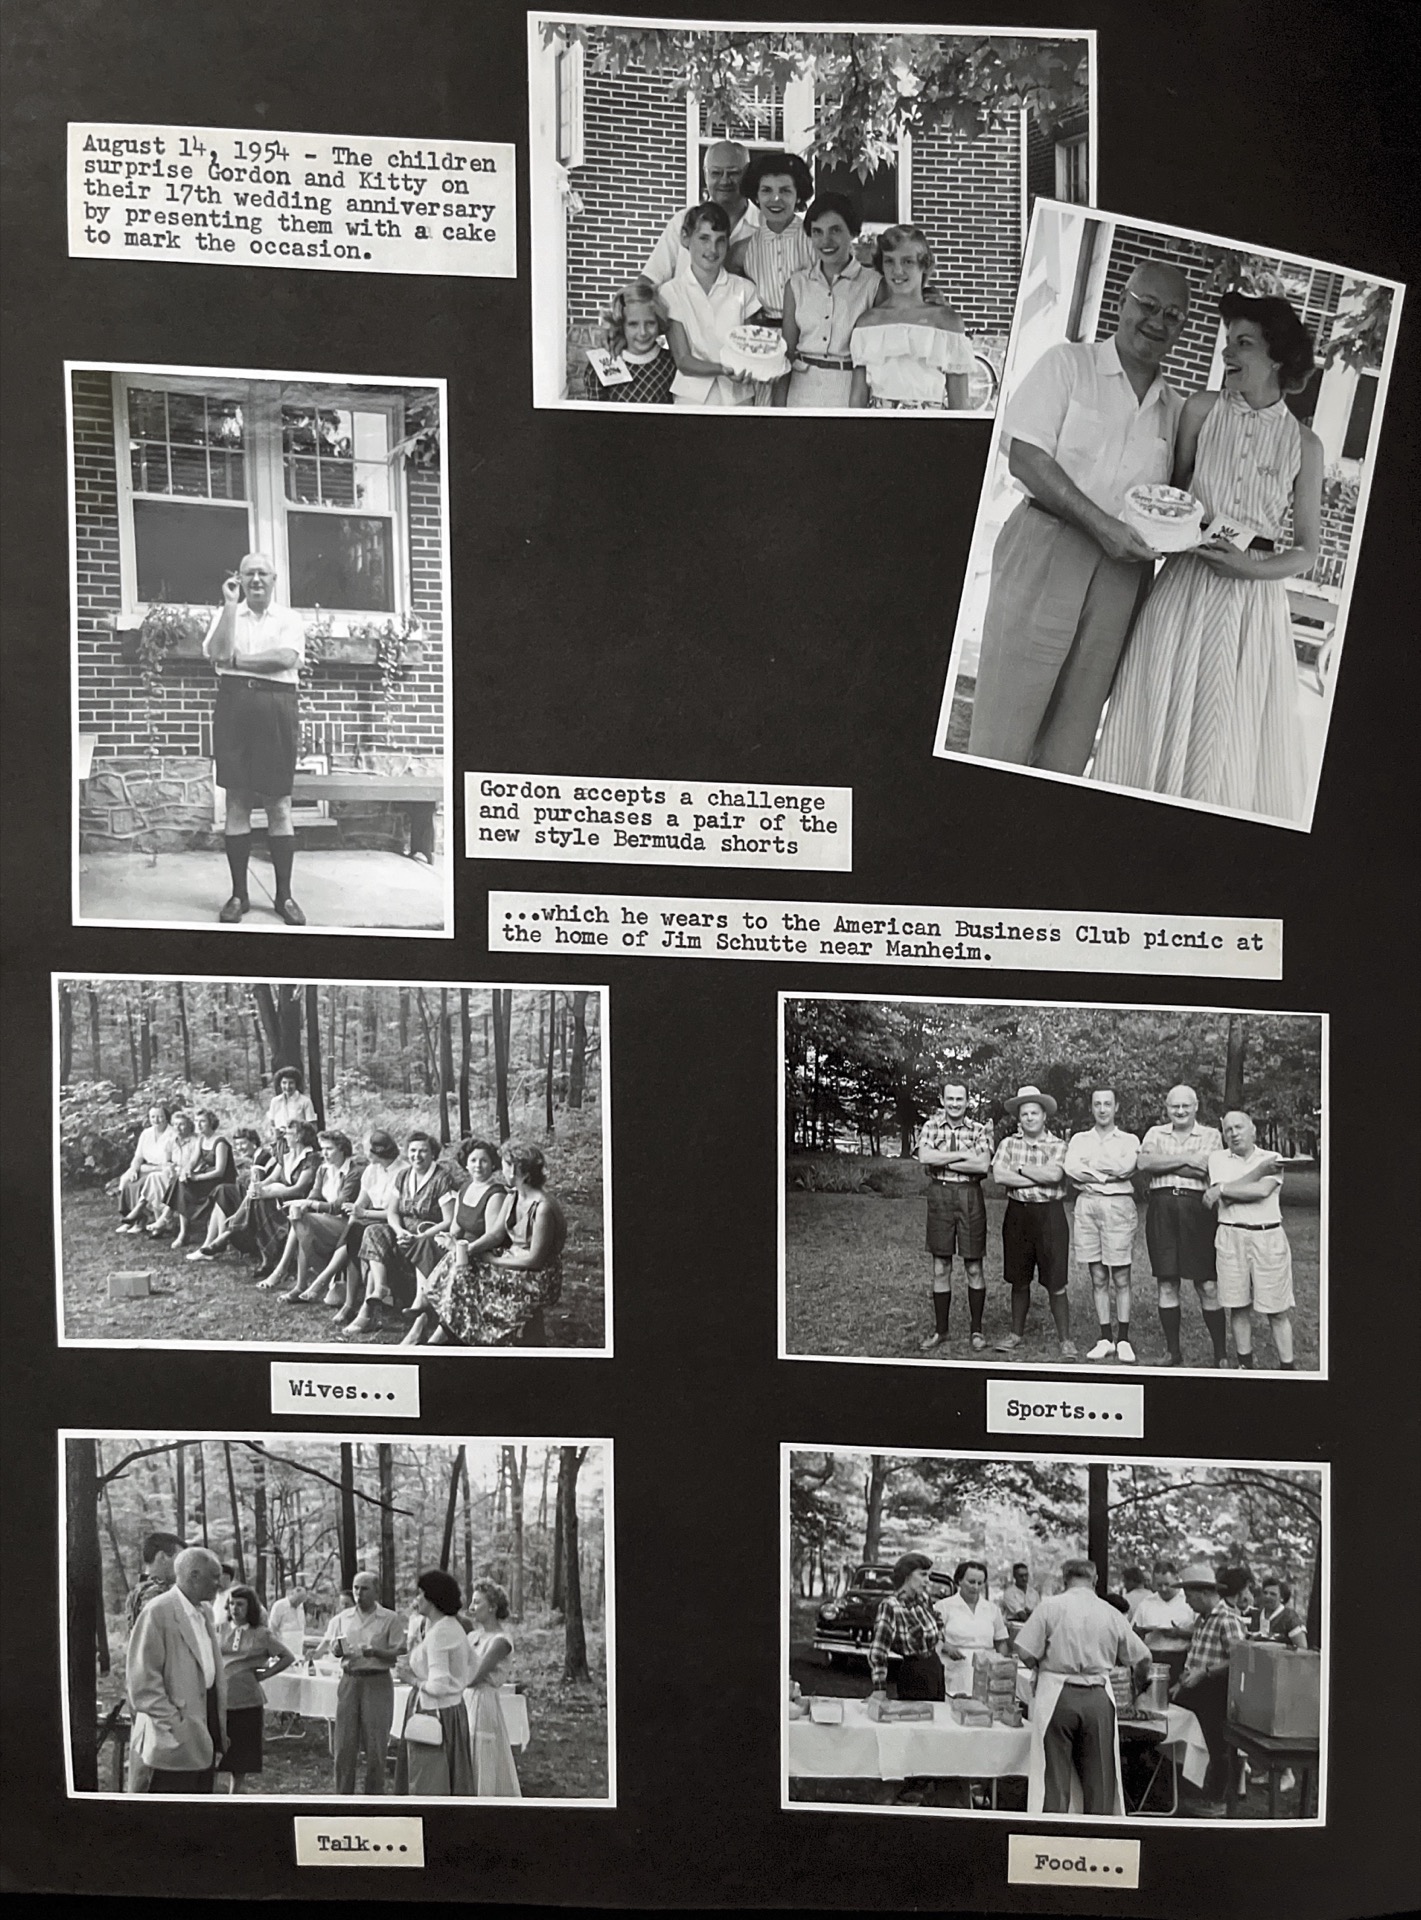 August 14, 1954 - The children
surprise Gordon and Kitty on
their 17th wedding anniversary
by presenting them with a cake
to mark the occasion.
Gordon accepts a challenge
and purchases a pair of the
new style Bermuda shorts
...which he wears to the American Business Club picnic at
the home of Jim Schutte near Manheim.
Wives...
Sports...
Talk...
Food...